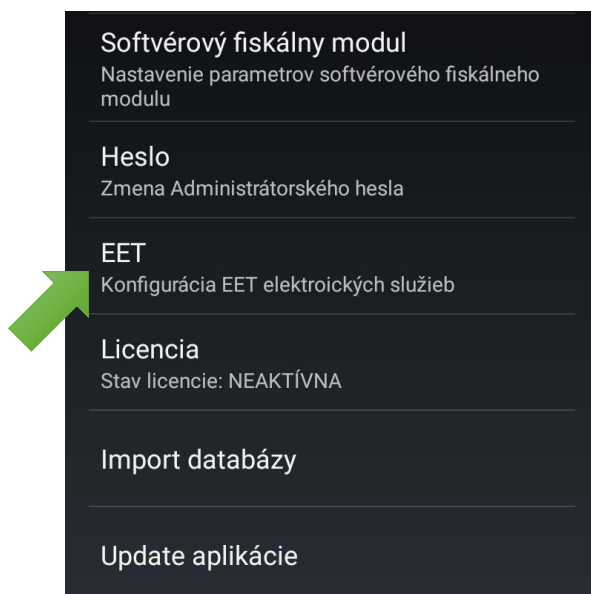 Softvérový fiskálny modul
Nastavenie parametrov softvérového fiskálneho
modulu
Heslo
Zmena Administrátorského hesla
EET
Konfigurácia EET elektroických služieb
Licencia
Stav licencie: NEAKTÍVNA
Import databázy
Update aplikácie